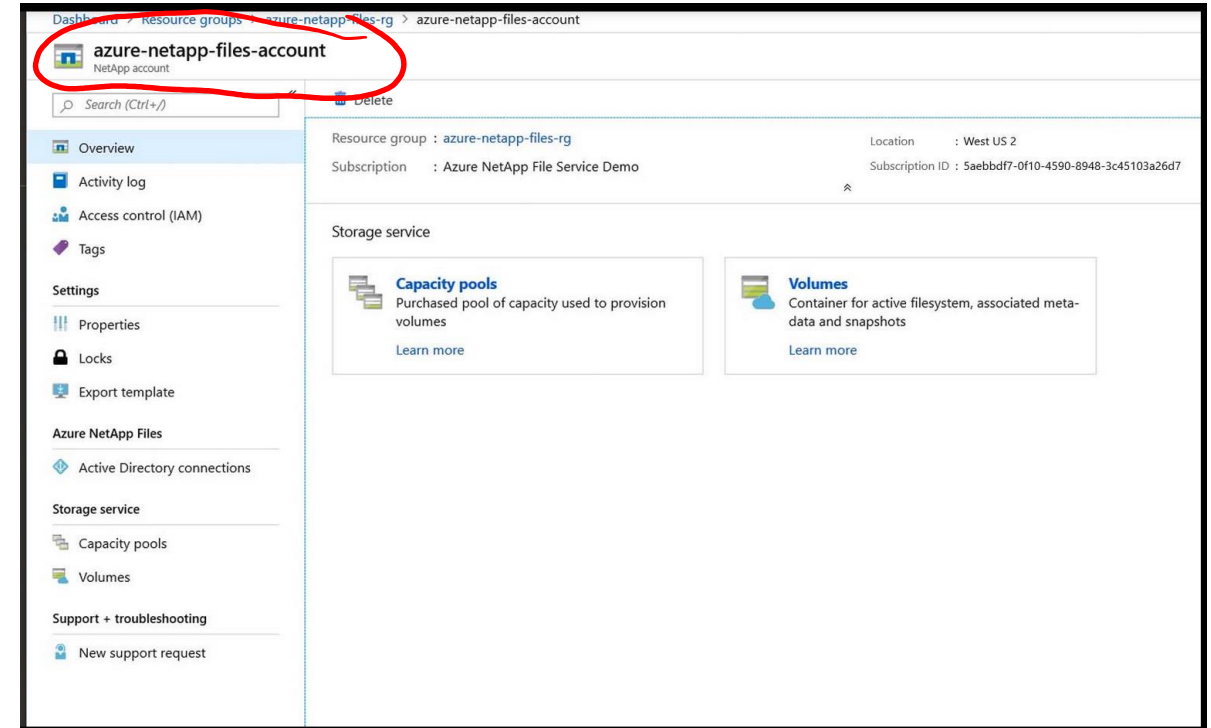 Dashboard > Resource groups > azure-netapp-files-rg > azure-netapp-files-account
azure-netapp-files-account
NetApp account
Search (Ctrl+/)
«
Delete
Overview
Activity log
Access control (IAM)
Tags
Settings
Properties
Locks
Export template
Azure NetApp Files
Active Directory connections
Storage service
Capacity pools
Volumes
Support + troubleshooting
New support request
Resource group : azure-netapp-files-rg
Subscription : Azure NetApp File Service Demo
Location : West US 2
Subscription ID : 5aebbdf7-0f10-4590-8948-3c45103a26d7
Storage service
Capacity pools
Purchased pool of capacity used to provision
volumes
Learn more
Volumes
Container for active filesystem, associated meta-
data and snapshots
Learn more